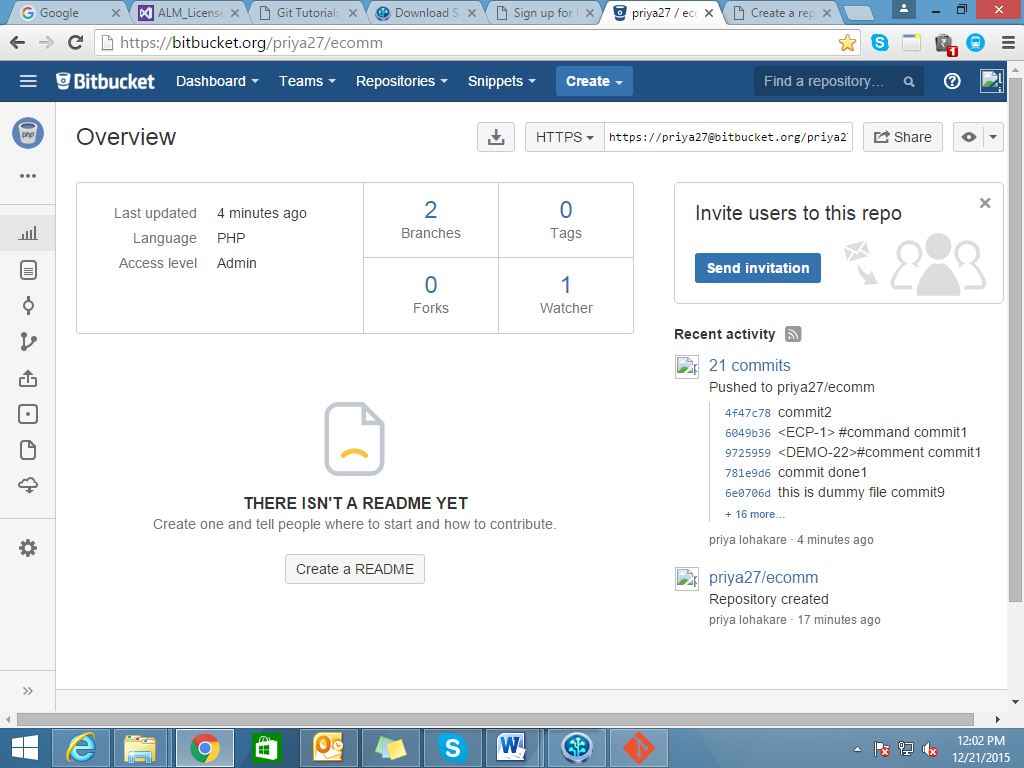 Google
ALM_License
Git Tutorial:
Download S
Sign up for
priya27 / ec
Create a rep
https://bitbucket.org/priya27/ecomm
1
Bitbucket
Dashboard
Teams
Repositories
Snippets
Create
Find a repository...
php
Overview
HTTPS
https://priya27@bitbucket.org/priya27
Share
Last updated 4 minutes ago
Language PHP
Access level Admin
2
Branches
0
Tags
0
Forks
1
Watcher
THERE ISN'T A README YET
Create one and tell people where to start and how to contribute.
Create a README
Invite users to this repo
Send invitation
Recent activity
21 commits
Pushed to priya27/ecomm
4f47c78 commit2
6049b36 <ECP-1> #command commit1
9725959 <DEMO-22>#comment commit1
781e9d6 commit done1
6e0706d this is dummy file commit9
+ 16 more...
priya lohakare · 4 minutes ago
priya27/ecomm
Repository created
priya lohakare · 17 minutes ago
12:02 PM
12/21/2015